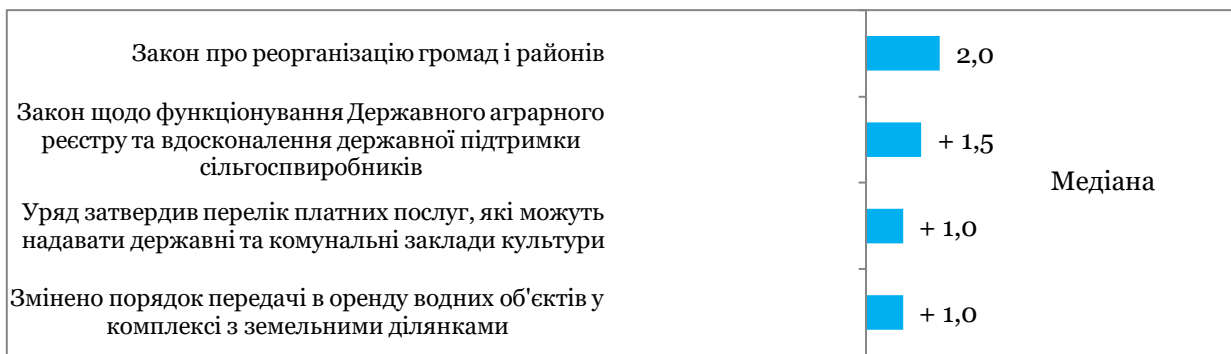 Закон про реорганізацію громад і районів
2,0
Закон щодо функціонування Державного аграрного
реєстру та вдосконалення державної підтримки
сільгоспвиробників
+ 1,5
Медіана
Уряд затвердив перелік платних послуг, які можуть
надавати державні та комунальні заклади культури
+ 1,0
Змінено порядок передачі в оренду водних об'єктів у
комплексі з земельними ділянками
+ 1,0